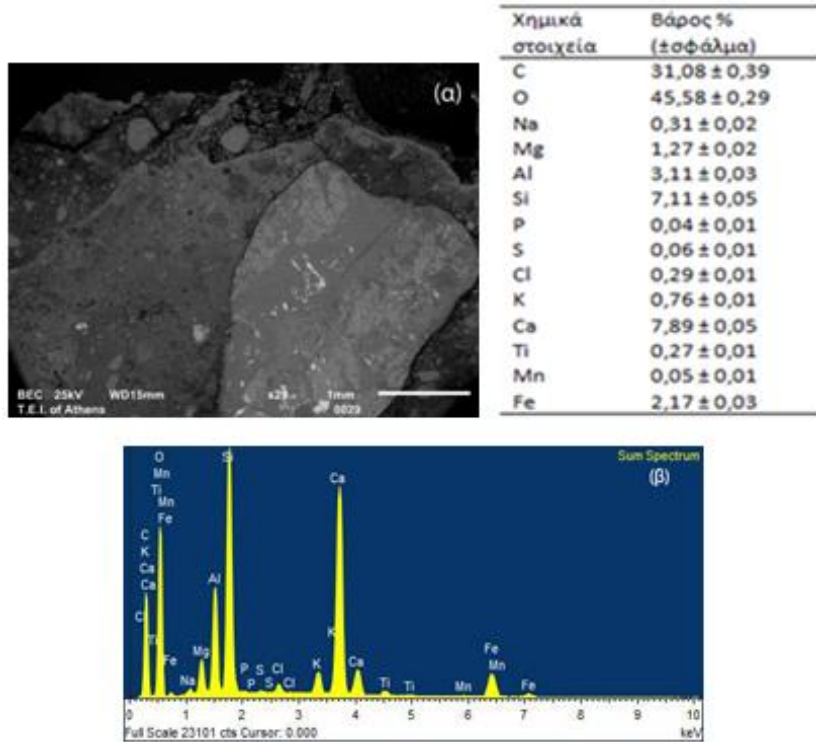 Χημικά Βάρος %
στοιχεία (±σφάλμα)
C 31,08 ± 0,39
O 45,58 ± 0,29
Na 0,31 ± 0,02
Mg 1,27 ± 0,02
Al 3,11 ± 0,03
Si 7,11 ± 0,05
P 0,04 ± 0,01
S 0,06 ± 0,01
Cl 0,29 ± 0,01
K 0,76 ± 0,01
Ca 7,89 ± 0,05
Ti 0,27 ± 0,01
Mn 0,05 ± 0,01
Fe 2,17 ± 0,03
(α)
BEC 25kV WD15mm x29 1mm
T.E.I. of Athens 0029
Sum Spectrum
(β)
O
Mn
Ti
Mn
Fe
C
K
Ca
Ca
C
Ti
Fe
Na
Mg
Al
Si
P
P
S
S
Cl
Cl
K
K
Ca
Ca
Ti
Ti
Mn
Fe
Mn
Fe
0 1 2 3 4 5 6 7 8 9 10
Full Scale 23101 cts Cursor: 0.000 keV